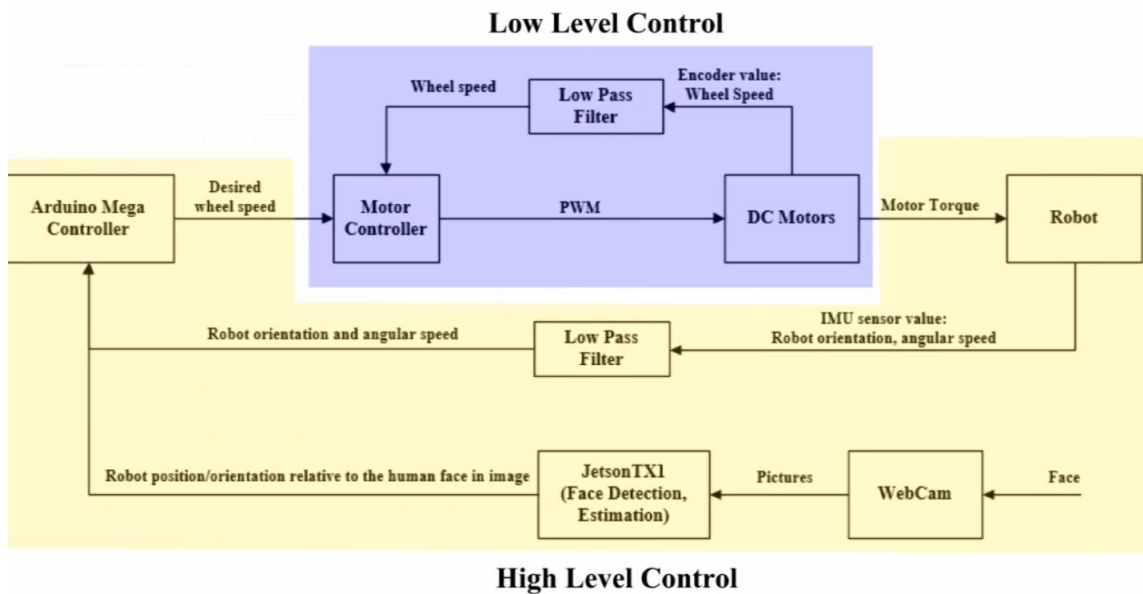 Low Level Control
Wheel speed
Low Pass
Filter
Encoder value:
Wheel Speed
Arduino Mega
Controller
Desired
wheel speed
Motor
Controller
PWM
DC Motors
Motor Torque
Robot
Robot orientation and angular speed
Low Pass
Filter
IMU sensor value:
Robot orientation, angular speed
Robot position/orientation relative to the human face in image
JetsonTX1
(Face Detection,
Estimation)
Pictures
WebCam
Face
High Level Control